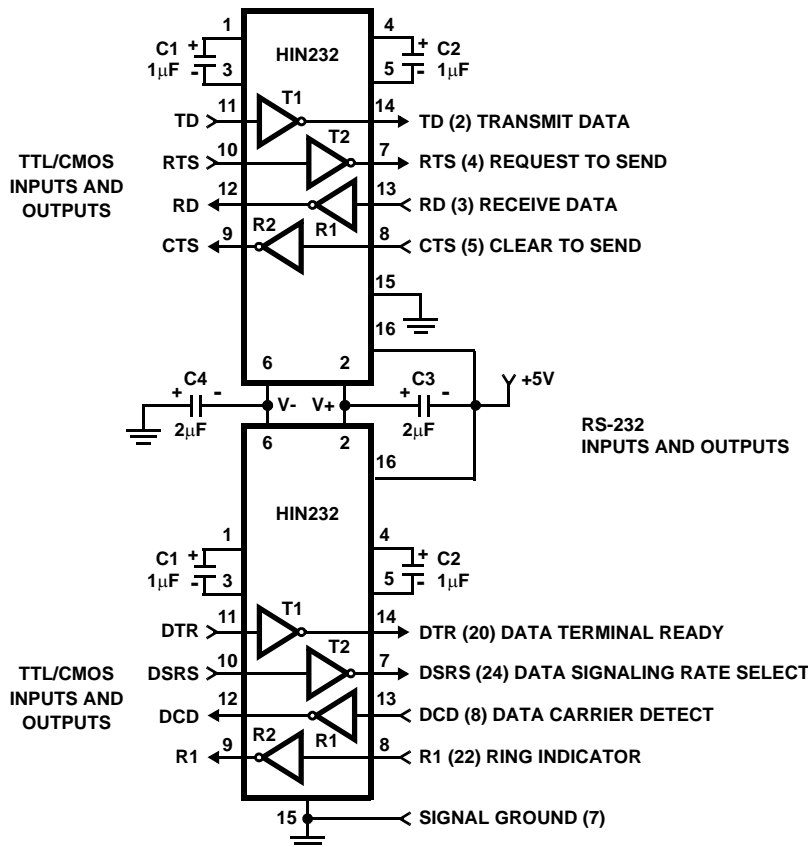 1 4
C1 + HIN232 + C2
1μF - 3 5 - 1μF
T1
TD 11 14 TD (2) TRANSMIT DATA
T2
RTS 10 7 RTS (4) REQUEST TO SEND
TTL/CMOS
INPUTS AND
OUTPUTS
RD 12 13 RD (3) RECEIVE DATA
R2 R1
CTS 9 8 CTS (5) CLEAR TO SEND
15
16
6 2
C4 C3 +5V
+ - V- V+ + -
2μF 2μF
RS-232
INPUTS AND OUTPUTS
6 2
16
HIN232
1 4
C1 + + C2
1μF - 3 5 - 1μF
T1
DTR 11 14 DTR (20) DATA TERMINAL READY
T2
DSRS 10 7 DSRS (24) DATA SIGNALING RATE SELECT
TTL/CMOS
INPUTS AND
OUTPUTS
DCD 12 13 DCD (8) DATA CARRIER DETECT
R2 R1
R1 9 8 R1 (22) RING INDICATOR
15 SIGNAL GROUND (7)